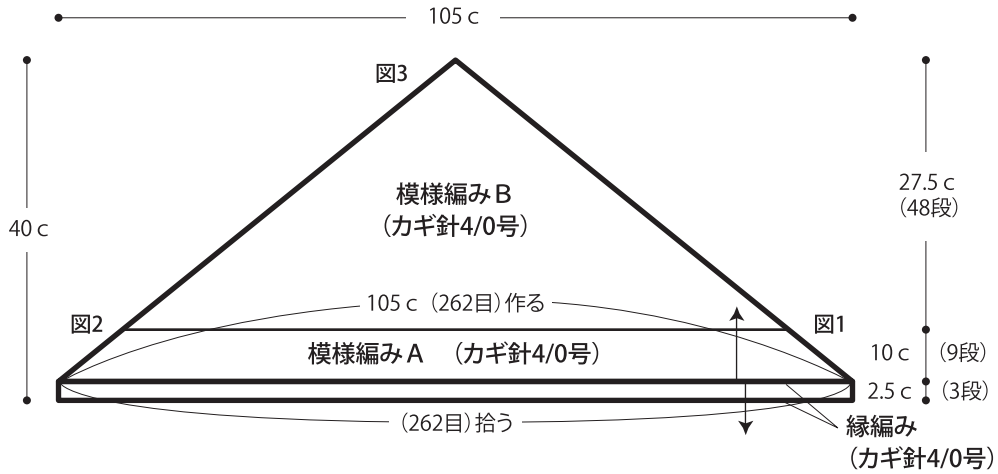 105 c
図3
40 c
模様編み B
（カギ針4/0号）
27.5 c
（48段）
105 c （262目）作る
図2
図1
模様編み A （カギ針4/0号）
10 c （9段）
2.5 c （3段）
（262目）拾う
縁編み
（カギ針4/0号）